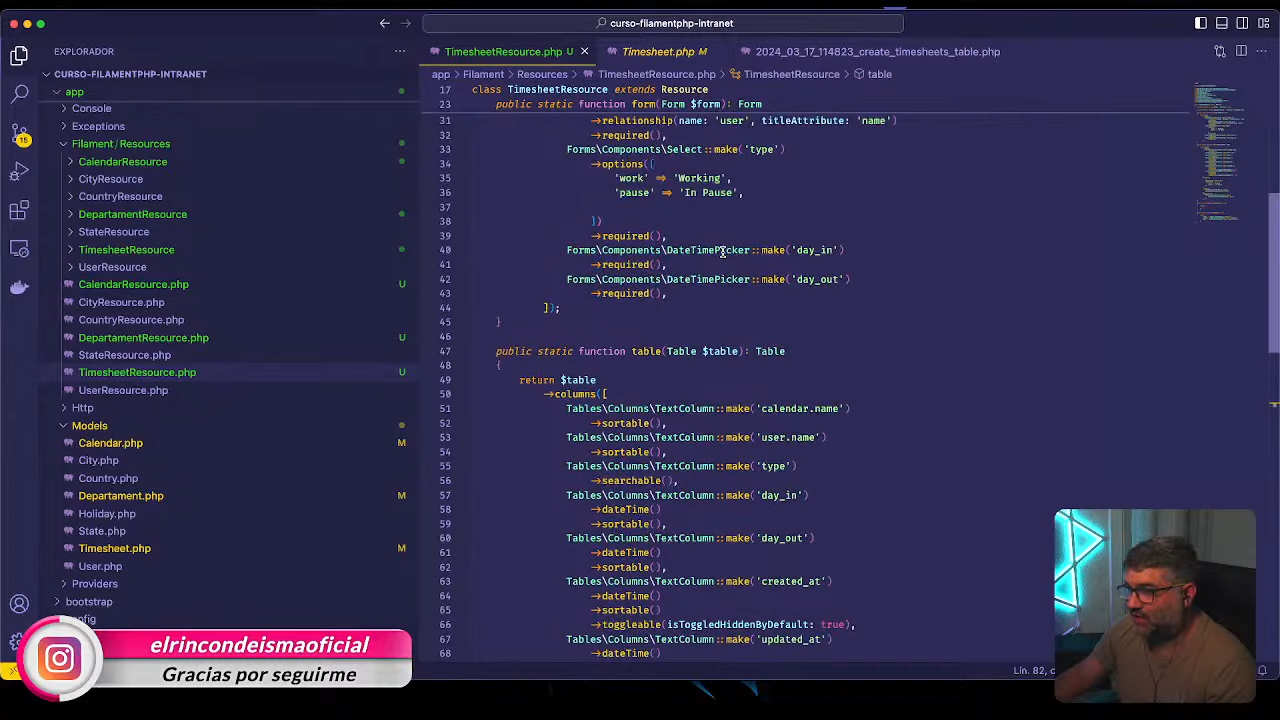 curso-filamentphp-intranet
EXPLORADOR
TimesheetResource.php U
Timesheet.php M
2024_03_17_114823_create_timesheets_table.php
CURSO-FILAMENTPHP-INTRANET
app > Filament > Resources > TimesheetResource.php > TimesheetResource > table
app
Console
Exceptions
Filament / Resources
CalendarResource
CityResource
CountryResource
DepartamentResource
StateResource
TimesheetResource
UserResource
CalendarResource.php U
CityResource.php
CountryResource.php
DepartamentResource.php U
StateResource.php
TimesheetResource.php U
UserResource.php
Http
Models
Calendar.php M
City.php
Country.php
Departament.php M
Holiday.php
State.php
Timesheet.php M
User.php
Providers
bootstrap
15
17 class TimesheetResource extends Resource
23 public static function form(Form $form): Form
31 ->relationship(name: 'user', titleAttribute: 'name')
32 ->required(),
33 Forms\Components\Select::make('type')
34 ->options([
35 'work' => 'Working',
36 'pause' => 'In Pause',
37
38 ])
39 ->required(),
40 Forms\Components\DateTimePicker::make('day_in')
41 ->required(),
42 Forms\Components\DateTimePicker::make('day_out')
43 ->required(),
44 ]);
45 }
46
47 public static function table(Table $table): Table
48 {
49 return $table
50 ->columns([
51 Tables\Columns\TextColumn::make('calendar.name')
52 ->sortable(),
53 Tables\Columns\TextColumn::make('user.name')
54 ->sortable(),
55 Tables\Columns\TextColumn::make('type')
56 ->searchable(),
57 Tables\Columns\TextColumn::make('day_in')
58 ->dateTime()
59 ->sortable(),
60 Tables\Columns\TextColumn::make('day_out')
61 ->dateTime()
62 ->sortable(),
63 Tables\Columns\TextColumn::make('created_at')
64 ->dateTime()
65 ->sortable()
66 ->toggleable(isToggledHiddenByDefault: true),
67 Tables\Columns\TextColumn::make('updated_at')
68 ->dateTime()
elrincondeismaoficial
Gracias por seguirme
Lín. 82,